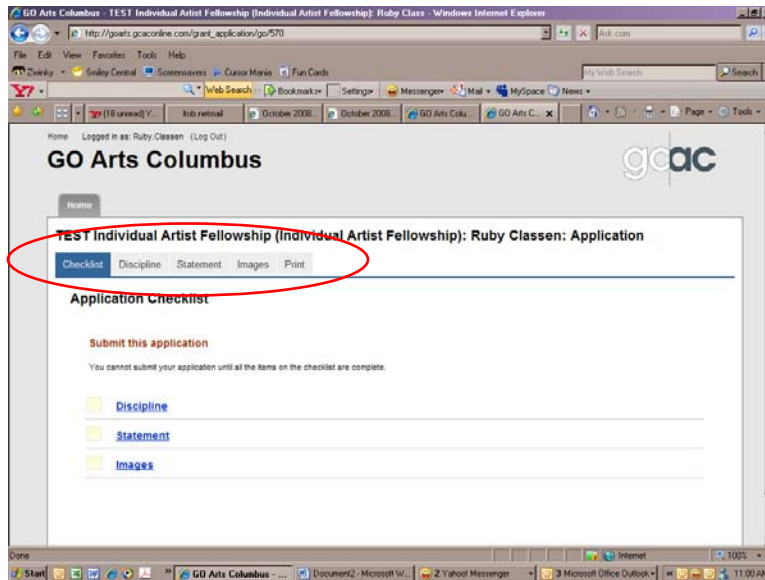 GO Arts Columbus - TEST Individual Artist Fellowship (Individual Artist Fellowship): Ruby Class - Windows Internet Explorer
http://goarts.gcaconline.com/grant_application/go/570
Ask.com
File Edit View Favorites Tools Help
Zwinky Smiley Central Screensavers Cursor Mania Fun Cards My Web Search Search
Y7 Web Search Bookmarks Settings Messenger Mail MySpace News
(18 unread) Y... October 2008... October 2008... GO Arts Colu... GO Arts C... x Page Tools
Home Logged in as: Ruby Classen (Log Out)
GO Arts Columbus
gcac
Home
TEST Individual Artist Fellowship (Individual Artist Fellowship): Ruby Classen: Application
Checklist Discipline Statement Images Print
Application Checklist
Submit this application
You cannot submit your application until all the items on the checklist are complete.
Discipline
Statement
Images
Done Internet 100%
Start GO Arts Columbus - ... Document2 - Microsoft W... 2 Yahoo! Messenger 3 Microsoft Office Outlook 11:00 AM